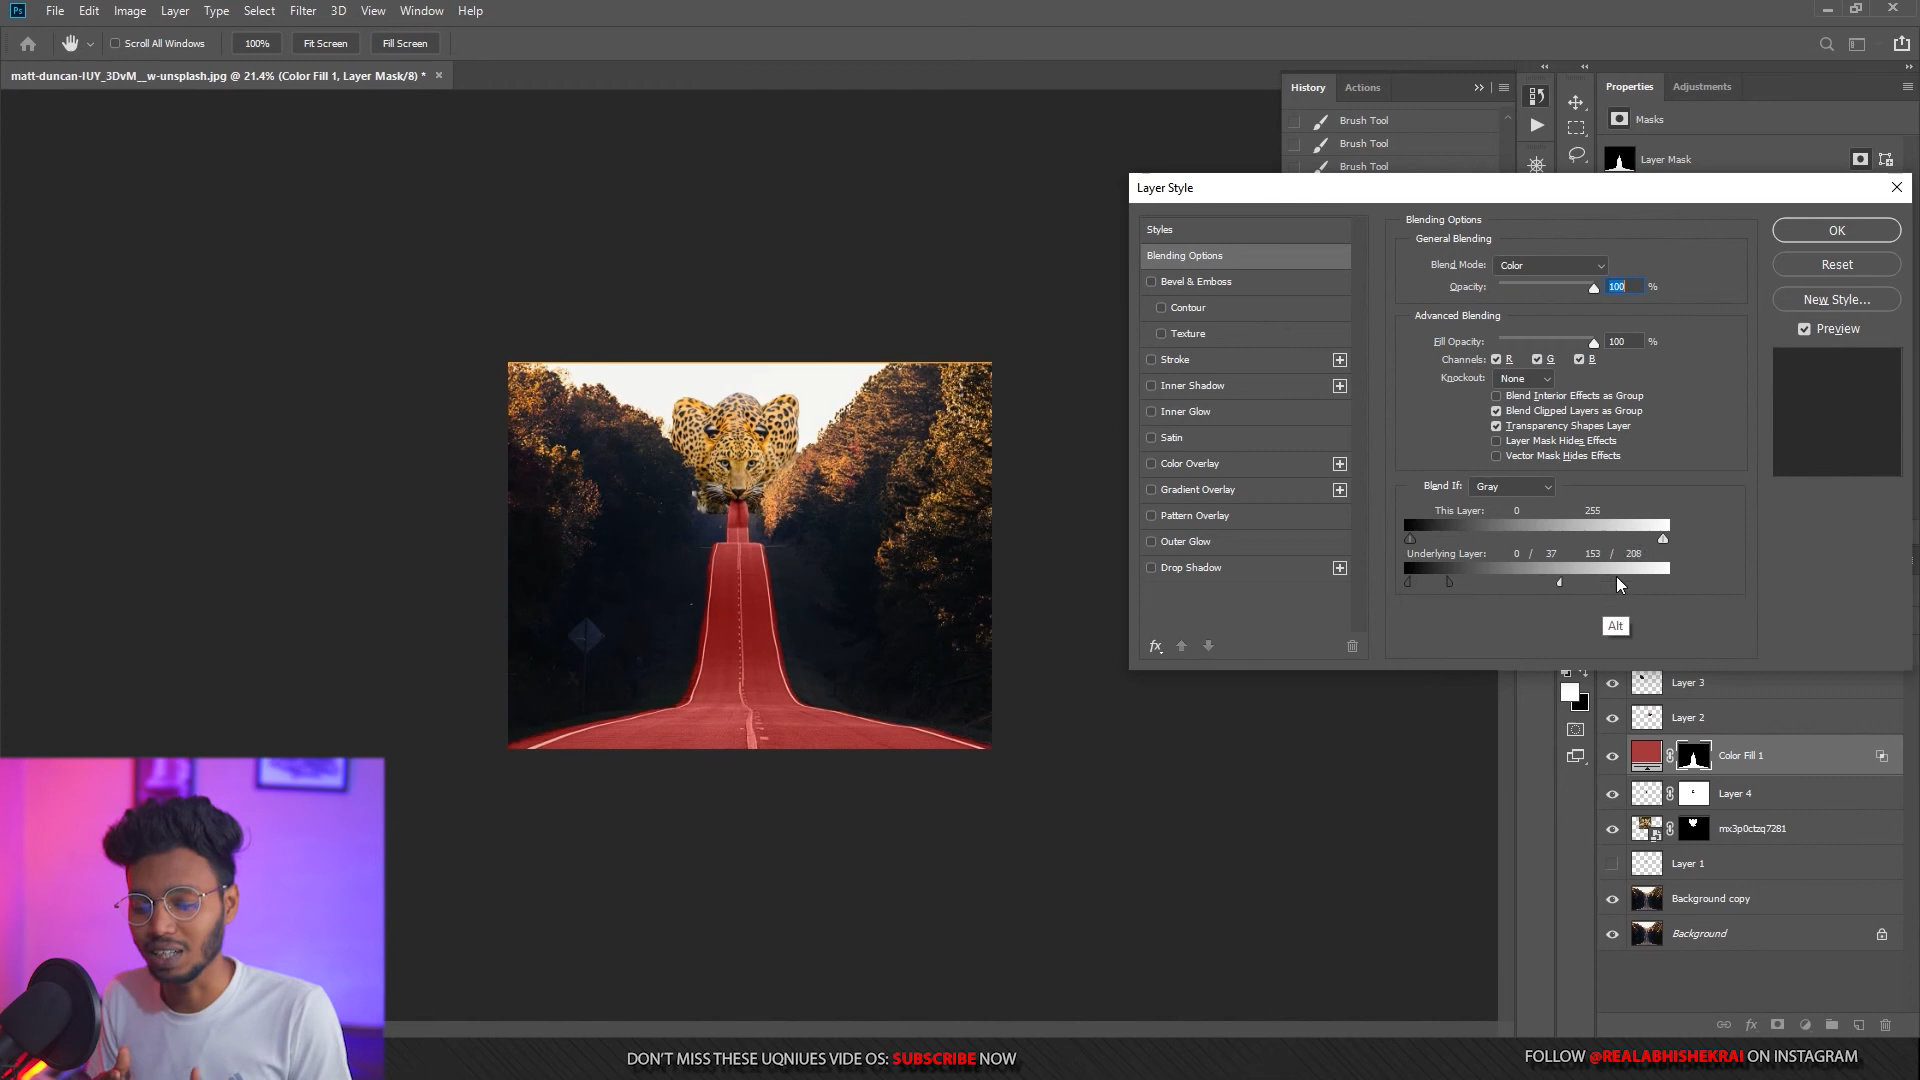 Ps File Edit Image Layer Type Select Filter 3D View Window Help
Scroll All Windows 100% Fit Screen Fill Screen
matt-duncan-IUY_3DvM__w-unsplash.jpg @ 21.4% (Color Fill 1, Layer Mask/8) *
History Actions
Brush Tool
Brush Tool
Brush Tool
Properties Adjustments
Masks
Layer Mask
Layer Style
Styles
Blending Options
Bevel & Emboss
Contour
Texture
Stroke
Inner Shadow
Inner Glow
Satin
Color Overlay
Gradient Overlay
Pattern Overlay
Outer Glow
Drop Shadow
fx
Blending Options
General Blending
Blend Mode: Color
Opacity: 100 %
Advanced Blending
Fill Opacity: 100 %
Channels: R G B
Knockout: None
Blend Interior Effects as Group
Blend Clipped Layers as Group
Transparency Shapes Layer
Layer Mask Hides Effects
Vector Mask Hides Effects
Blend If: Gray
This Layer: 0 255
Underlying Layer: 0 / 37 153 / 208
Alt
OK
Reset
New Style...
Preview
Layer 3
Layer 2
Color Fill 1
Layer 4
mx3p0ctzq7281
Layer 1
Background copy
Background
fx
DON'T MISS THESE UQNIUES VIDE OS: SUBSCRIBE NOW
FOLLOW @REALABHISHEKRAI ON INSTAGRAM